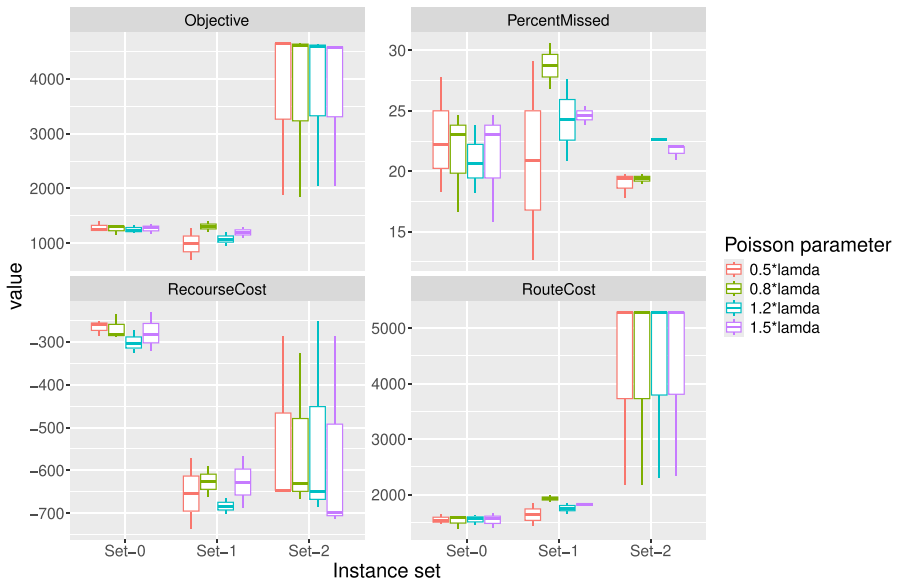 Objective
PercentMissed
4000
3000
2000
1000
30
25
20
15
value
RecourseCost
RouteCost
−300
−400
−500
−600
−700
5000
4000
3000
2000
Set−0
Set−1
Set−2
Set−0
Set−1
Set−2
Instance set
Poisson parameter
0.5*lamda
0.8*lamda
1.2*lamda
1.5*lamda